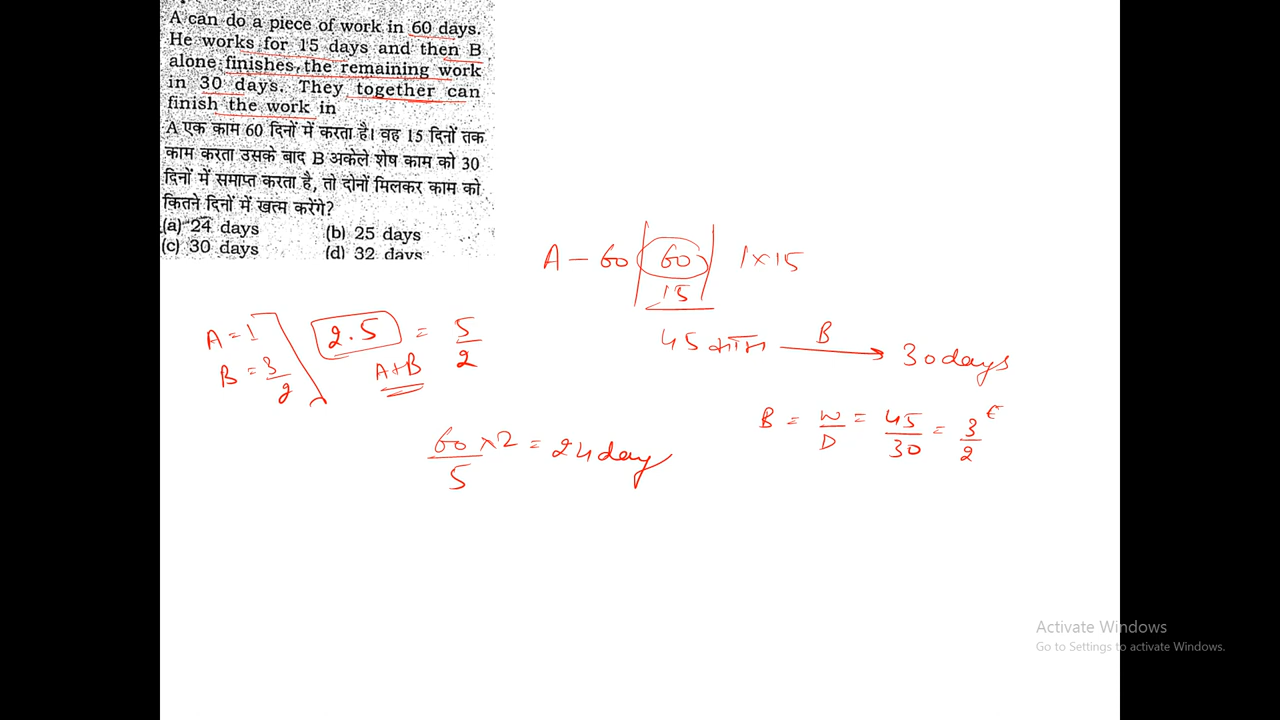 A can do a piece of work in 60 days.
He works for 15 days and then B
alone finishes the remaining work
in 30 days. They together can
finish the work in
A एक काम 60 दिनों में करता है। वह 15 दिनों तक
काम करता उसके बाद B अकेले शेष काम को 30
दिनों में समाप्त करता है, तो दोनों मिलकर काम को
कितने दिनों में खत्म करेंगे?
(a) 24 days (b) 25 days
(c) 30 days (d) 32 days
A - 60 | 60 | 1 × 15
15
45 काम B 30 days
A = 1
B = 3/2
2.5 = 5/2
A+B
B = W/D = 45/30 = 3/2
60/5 × 2 = 24 day
Activate Windows
Go to Settings to activate Windows.